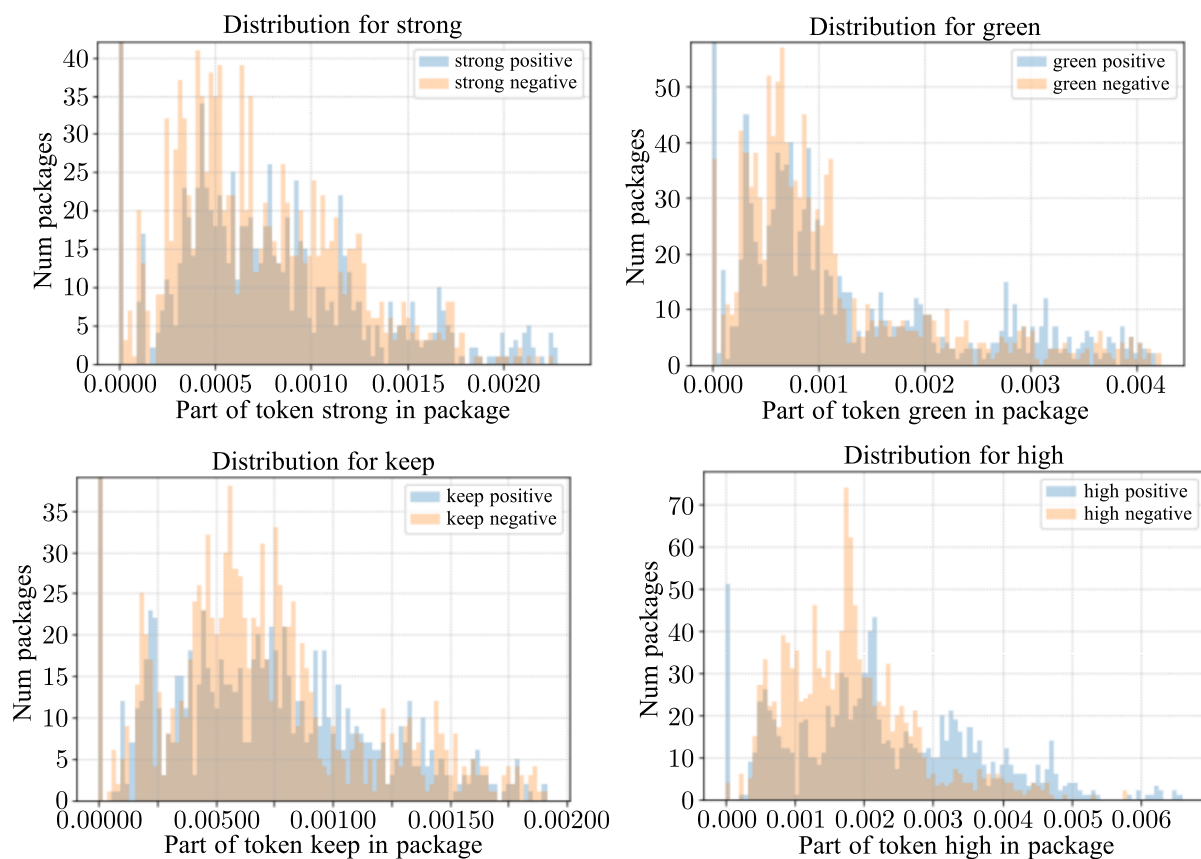 Distribution for strong
40
35
30
25
20
15
10
5
0
Num packages
strong positive
strong negative
0.0000 0.0005 0.0010 0.0015 0.0020
Part of token strong in package
Distribution for green
50
40
30
20
10
0
Num packages
green positive
green negative
0.000 0.001 0.002 0.003 0.004
Part of token green in package
Distribution for keep
35
30
25
20
15
10
5
0
Num packages
keep positive
keep negative
0.00000 0.00500 0.00100 0.00150 0.00200
Part of token keep in package
Distribution for high
70
60
50
40
30
20
10
0
Num packages
high positive
high negative
0.000 0.001 0.002 0.003 0.004 0.005 0.006
Part of token high in package